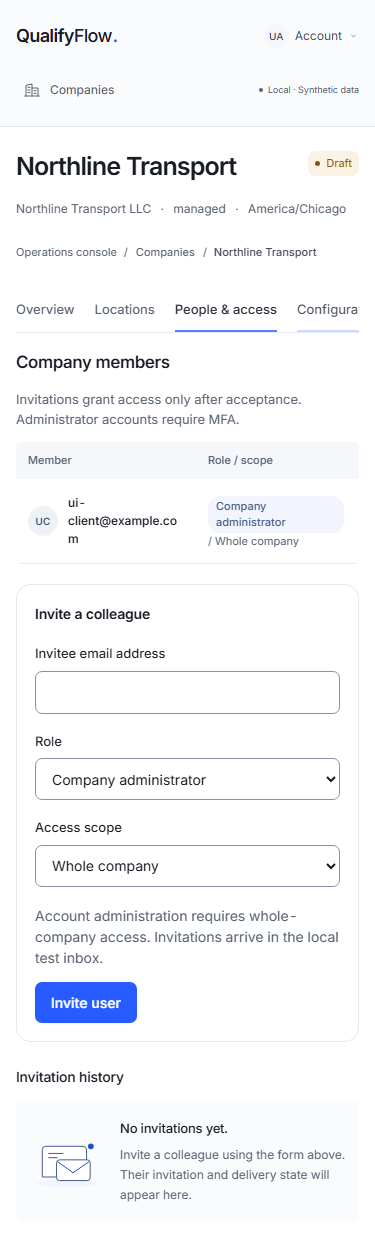 QualifyFlow.
UA Account
Companies
Local · Synthetic data
Northline Transport
Draft
Northline Transport LLC · managed · America/Chicago
Operations console / Companies / Northline Transport
Overview Locations People & access Configura
Company members
Invitations grant access only after acceptance.
Administrator accounts require MFA.
Member Role / scope
UC
ui-
client@example.co
m
Company
administrator
/ Whole company
Invite a colleague
Invitee email address
Role
Company administrator
Access scope
Whole company
Account administration requires whole-
company access. Invitations arrive in the local
test inbox.
Invite user
Invitation history
No invitations yet.
Invite a colleague using the form above.
Their invitation and delivery state will
appear here.